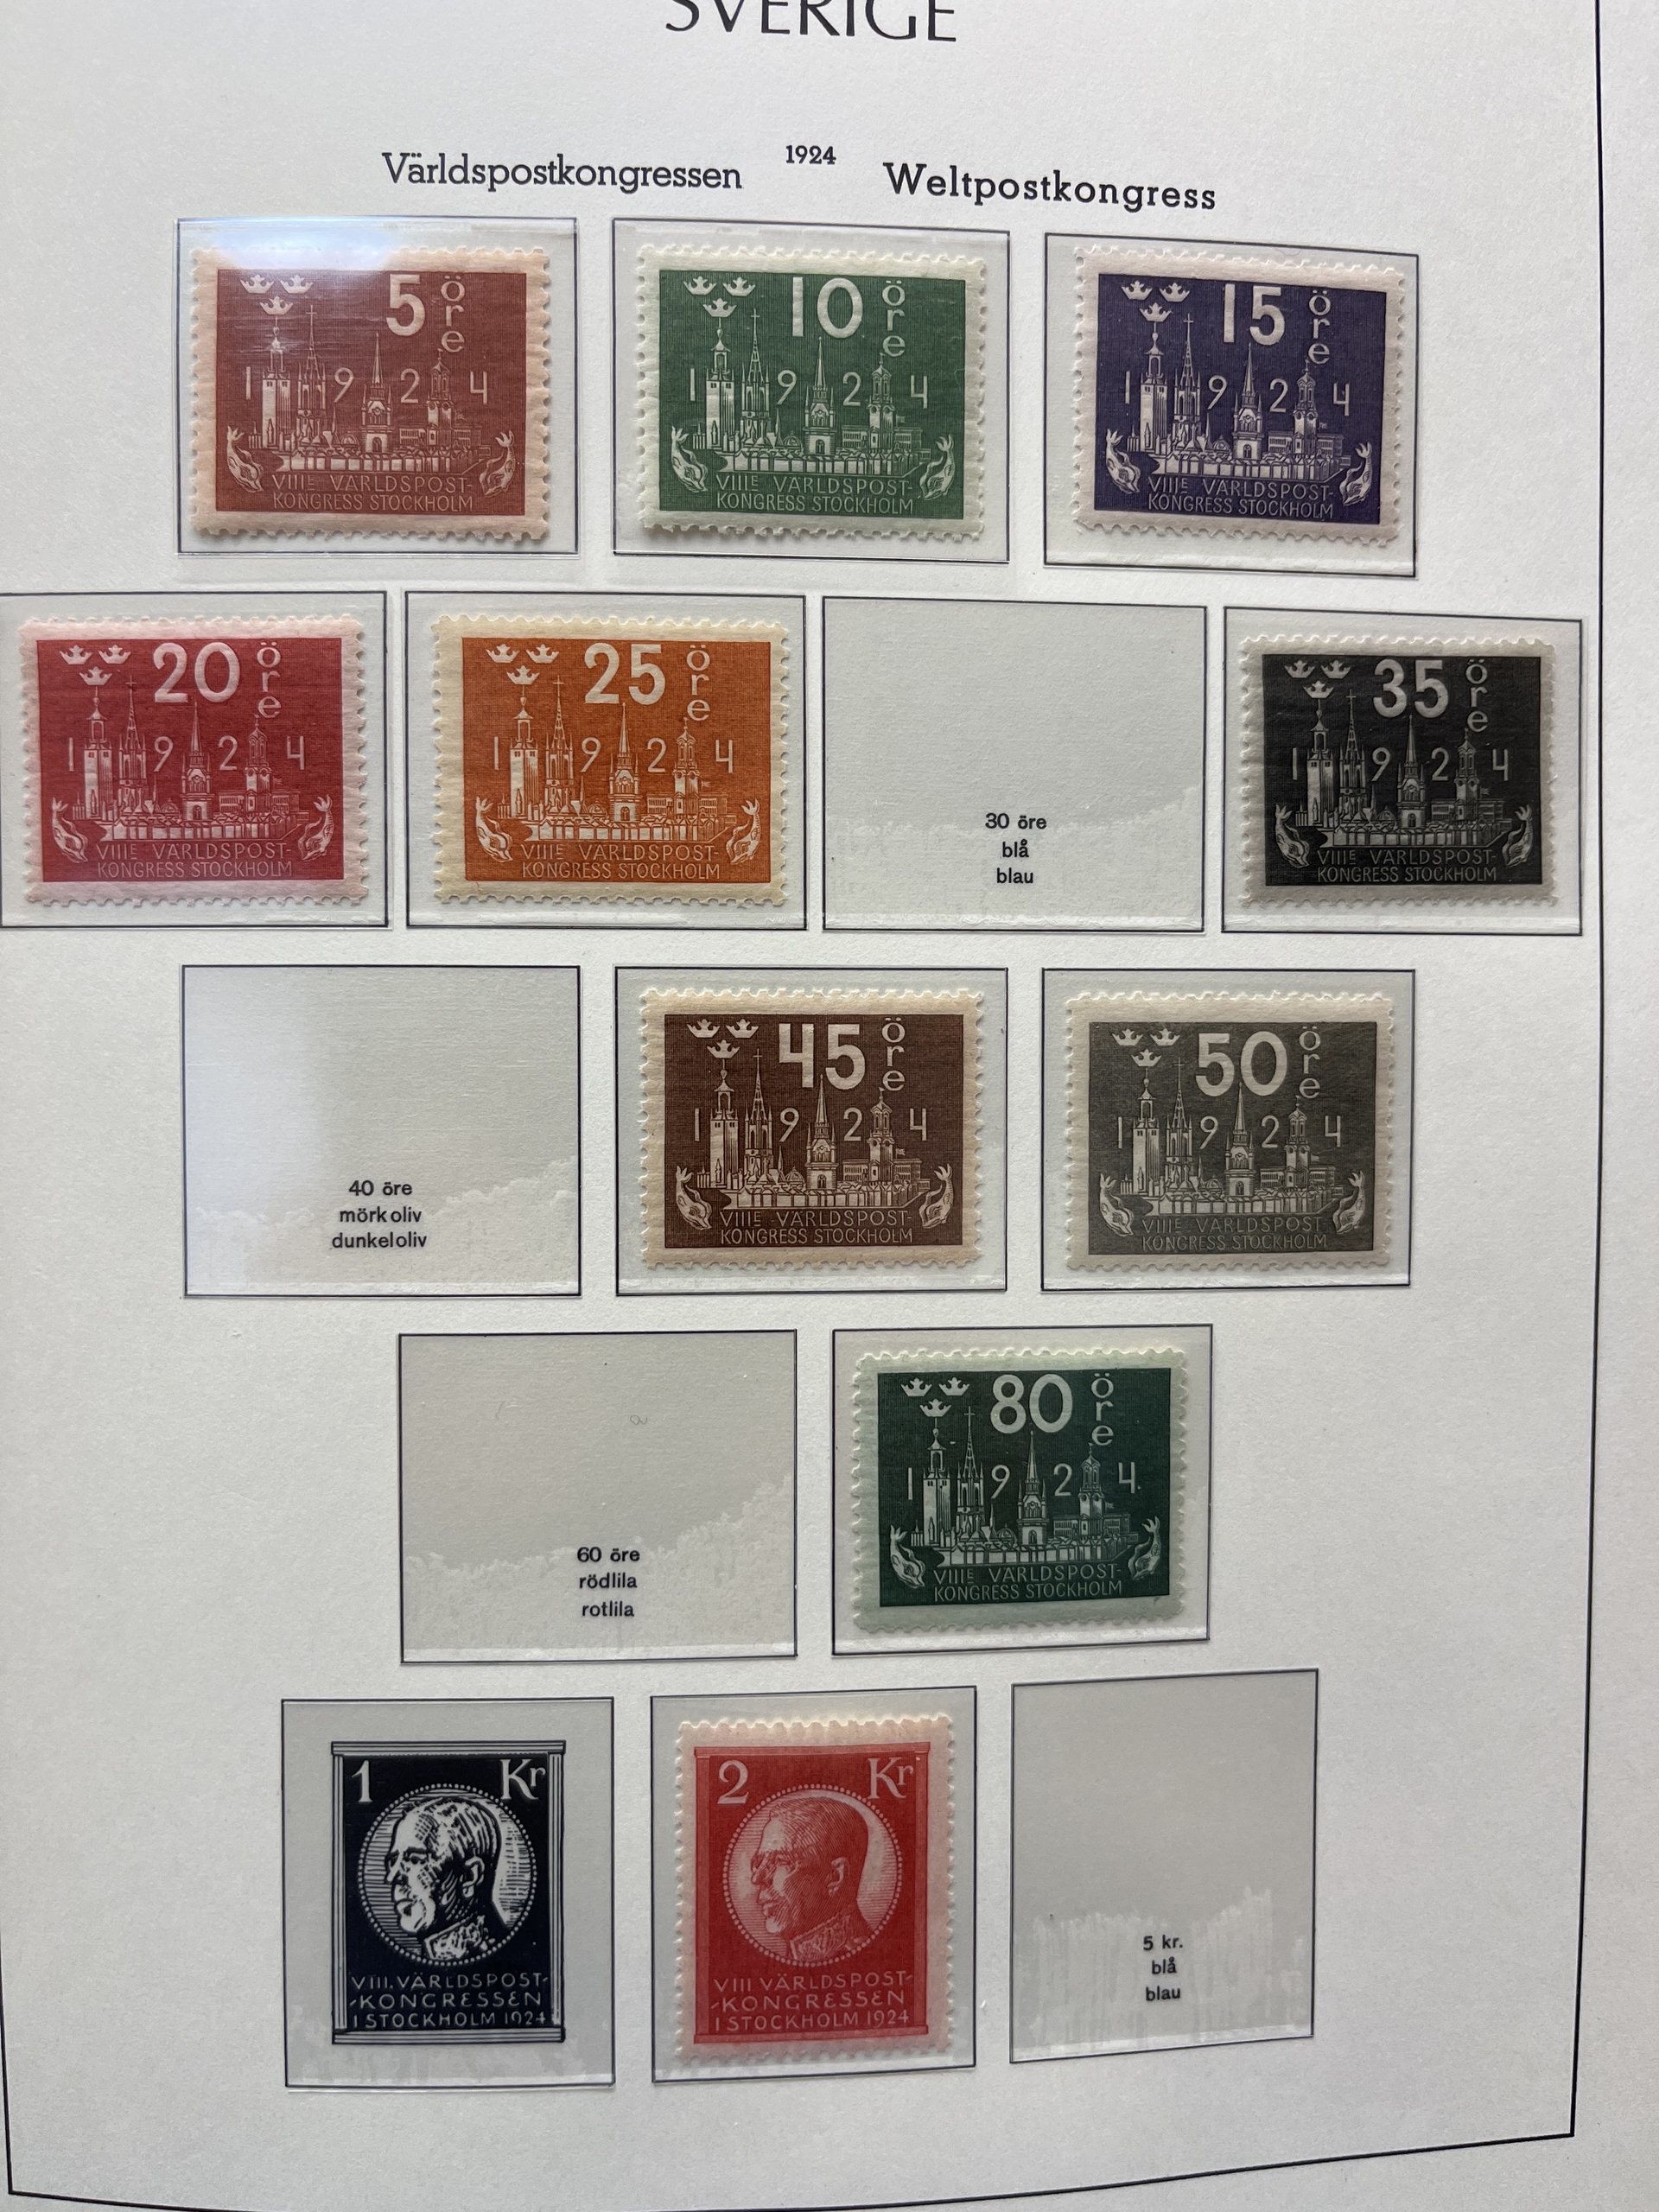 SVERIGE
1924
Världspostkongressen
Weltpostkongress
5 öre
1924
VIIIE VÄRLDSPOST-
KONGRESS STOCKHOLM
10 öre
1924
VIIIE VÄRLDSPOST-
KONGRESS STOCKHOLM
15 öre
1924
VIIIE VÄRLDSPOST-
KONGRESS STOCKHOLM
20 öre
1924
VIIIE VÄRLDSPOST-
KONGRESS STOCKHOLM
25 öre
1924
VIIIE VÄRLDSPOST-
KONGRESS STOCKHOLM
30 öre
blå
blau
35 öre
1924
VIIIE VÄRLDSPOST-
KONGRESS STOCKHOLM
40 öre
mörkoliv
dunkeloliv
45 öre
1924
VIIIE VÄRLDSPOST-
KONGRESS STOCKHOLM
50 öre
1924
VIIIE VÄRLDSPOST-
KONGRESS STOCKHOLM
60 öre
rödlila
rotlila
80 öre
1924
VIIIE VÄRLDSPOST-
KONGRESS STOCKHOLM
1 Kr
VIII.VÄRLDSPOST-
-KONGRESSEN
I STOCKHOLM 1924
2 Kr
VIII VÄRLDSPOST-
-KONGRESSEN
I STOCKHOLM 1924
5 kr.
blå
blau